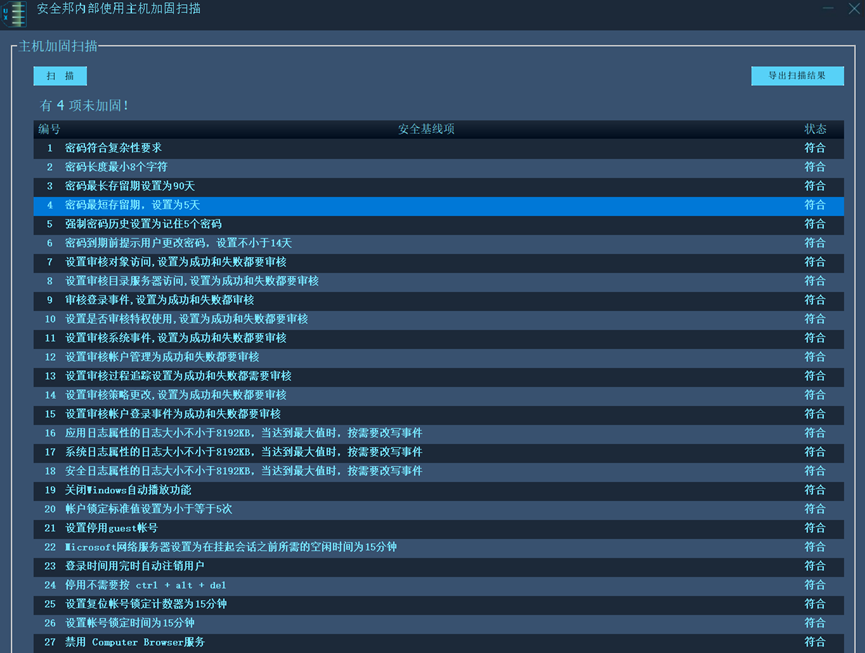 安全邦内部使用主机加固扫描
主机加固扫描
扫 描
导出扫描结果
有 4 项未加固!
编号 安全基线项 状态
1 密码符合复杂性要求 符合
2 密码长度最小8个字符 符合
3 密码最长存留期设置为90天 符合
4 密码最短存留期，设置为5天 符合
5 强制密码历史设置为记住5个密码 符合
6 密码到期前提示用户更改密码，设置不小于14天 符合
7 设置审核对象访问,设置为成功和失败都要审核 符合
8 设置审核目录服务器访问,设置为成功和失败都要审核 符合
9 审核登录事件,设置为成功和失败都审核 符合
10 设置是否审核特权使用,设置为成功和失败都要审核 符合
11 设置审核系统事件,设置为成功和失败都要审核 符合
12 设置审核帐户管理为成功和失败都要审核 符合
13 设置审核过程追踪设置为成功和失败都需要审核 符合
14 设置审核策略更改,设置为成功和失败都要审核 符合
15 设置审核帐户登录事件为成功和失败都要审核 符合
16 应用日志属性的日志大小不小于8192KB，当达到最大值时，按需要改写事件 符合
17 系统日志属性的日志大小不小于8192KB，当达到最大值时，按需要改写事件 符合
18 安全日志属性的日志大小不小于8192KB，当达到最大值时，按需要改写事件 符合
19 关闭Windows自动播放功能 符合
20 帐户锁定标准值设置为小于等于5次 符合
21 设置停用guest帐号 符合
22 Microsoft网络服务器设置为在挂起会话之前所需的空闲时间为15分钟 符合
23 登录时间用完时自动注销用户 符合
24 停用不需要按 ctrl + alt + del 符合
25 设置复位帐号锁定计数器为15分钟 符合
26 设置帐号锁定时间为15分钟 符合
27 禁用 Computer Browser服务 符合